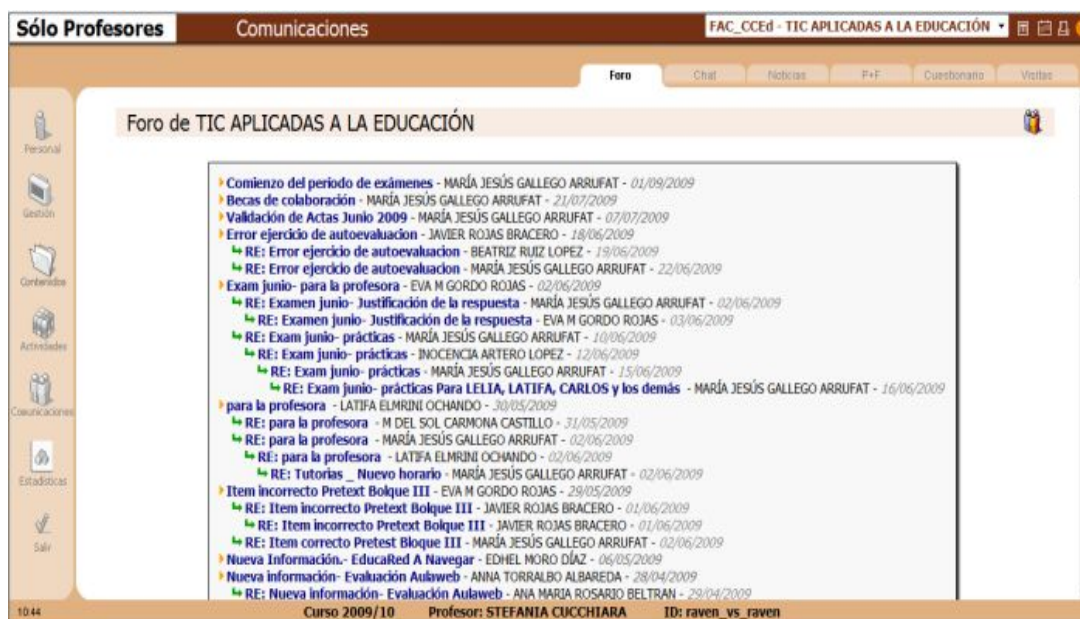 Sólo Profesores
Comunicaciones
FAC_CCEd - TIC APLICADAS A LA EDUCACIÓN
Foro
Chat
Noticias
P+F
Cuestionario
Visitas
Personal
Gestión
Contenidos
Actividades
Comunicaciones
Estadísticas
Salir
Foro de TIC APLICADAS A LA EDUCACIÓN
Comienzo del periodo de exámenes - MARÍA JESÚS GALLEGO ARRUFAT - 01/09/2009
Becas de colaboración - MARÍA JESÚS GALLEGO ARRUFAT - 21/07/2009
Validación de Actas Junio 2009 - MARÍA JESÚS GALLEGO ARRUFAT - 07/07/2009
Error ejercicio de autoevaluacion - JAVIER ROJAS BRACERO - 18/06/2009
RE: Error ejercicio de autoevaluacion - BEATRIZ RUIZ LOPEZ - 19/06/2009
RE: Error ejercicio de autoevaluacion - MARÍA JESÚS GALLEGO ARRUFAT - 22/06/2009
Exam junio- para la profesora - EVA M GORDO ROJAS - 02/06/2009
RE: Examen junio- Justificación de la respuesta - MARÍA JESÚS GALLEGO ARRUFAT - 02/06/2009
RE: Examen junio- Justificación de la respuesta - EVA M GORDO ROJAS - 03/06/2009
RE: Exam junio- prácticas - MARÍA JESÚS GALLEGO ARRUFAT - 10/06/2009
RE: Exam junio- prácticas - INOCENCIA ARTERO LOPEZ - 12/06/2009
RE: Exam junio- prácticas - MARÍA JESÚS GALLEGO ARRUFAT - 15/06/2009
RE: Exam junio- prácticas Para LELIA, LATIFA, CARLOS y los demás - MARÍA JESÚS GALLEGO ARRUFAT - 16/06/2009
para la profesora - LATIFA ELMRINI OCHANDO - 30/05/2009
RE: para la profesora - M DEL SOL CARMONA CASTILLO - 31/05/2009
RE: para la profesora - MARÍA JESÚS GALLEGO ARRUFAT - 02/06/2009
RE: para la profesora - LATIFA ELMRINI OCHANDO - 02/06/2009
RE: Tutorias _ Nuevo horario - MARÍA JESÚS GALLEGO ARRUFAT - 02/06/2009
Item incorrecto Pretext Bolque III - EVA M GORDO ROJAS - 29/05/2009
RE: Item incorrecto Pretext Bolque III - JAVIER ROJAS BRACERO - 01/06/2009
RE: Item incorrecto Pretext Bolque III - JAVIER ROJAS BRACERO - 01/06/2009
RE: Item correcto Pretest Bloque III - MARÍA JESÚS GALLEGO ARRUFAT - 02/06/2009
Nueva Información.- EducaRed A Navegar - EDHEL MORO DÍAZ - 06/05/2009
Nueva información- Evaluación Aulaweb - ANNA TORRALBO ALBAREDA - 28/04/2009
RE: Nueva información- Evaluación Aulaweb - ANA MARIA ROSARIO BELTRAN - 29/04/2009
10:44
Curso 2009/10 Profesor: STEFANIA CUCCHIARA ID: raven_vs_raven